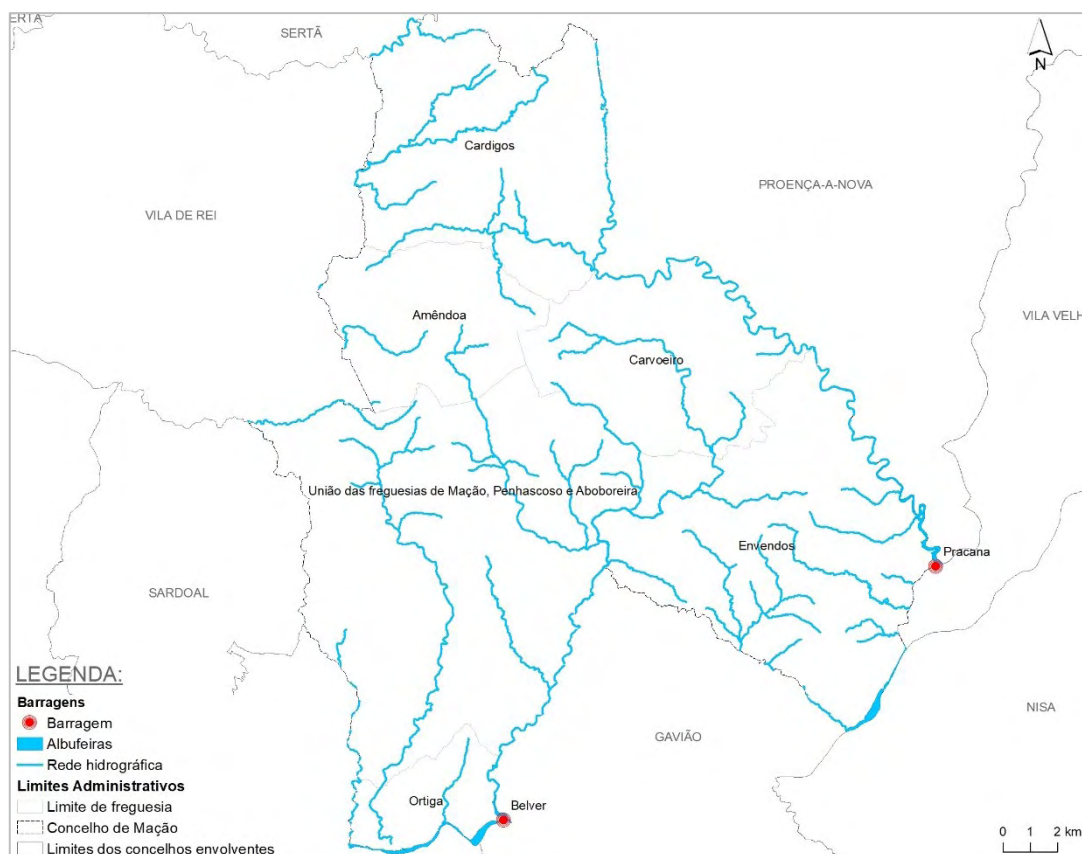 ERTA
SERTÃ
N
Cardigos
PROENÇA-A-NOVA
VILA DE REI
Amêndoa
VILA VELH
Carvoeiro
União das freguesias de Mação, Penhascoso e Aboboreira
Envendos
Pracana
SARDOAL
LEGENDA:
Barragens
Barragem
Albufeiras
Rede hidrográfica
Limites Administrativos
Limite de freguesia
Concelho de Mação
Limites dos concelhos envolventes
NISA
GAVIÃO
Ortiga
Belver
0 1 2 km